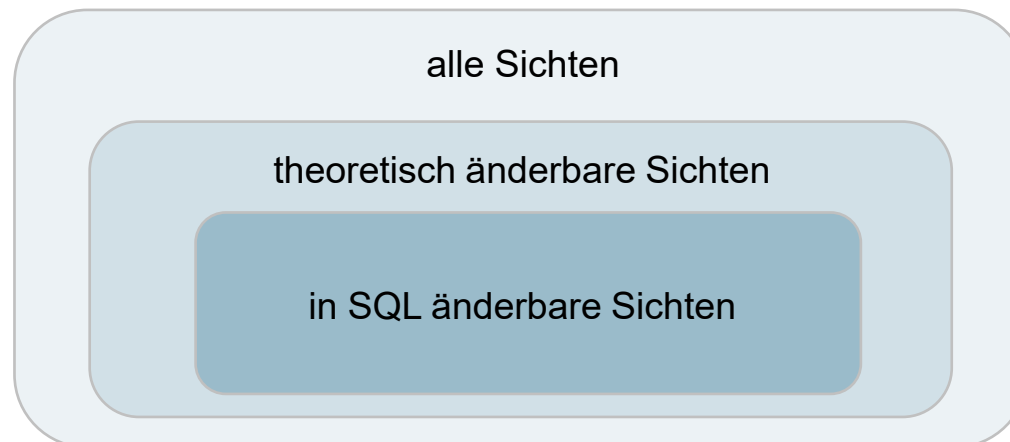 alle Sichten
theoretisch änderbare Sichten
in SQL änderbare Sichten